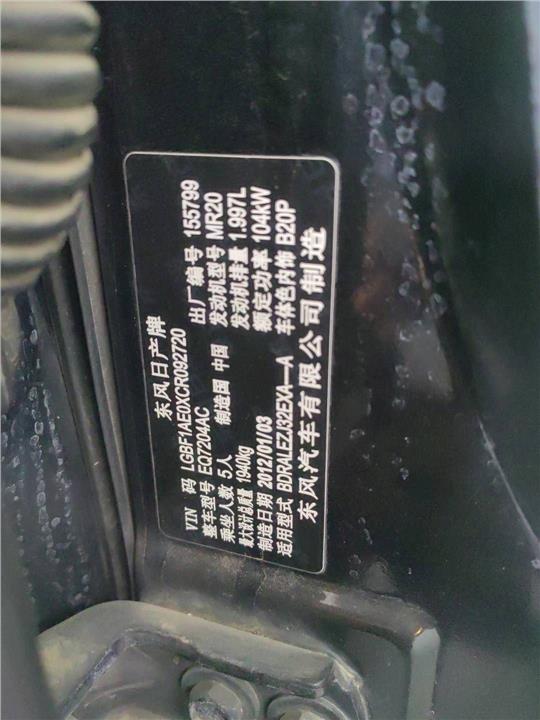 东风日产牌
VIN 码 LGBF1AE0XCR092720 出厂编号 155799
整车型号 EQ7204AC 发动机型号 MR20
乘坐人数 5人 制造国 中国 发动机排量 1.997L
最大设计总质量 1940kg 额定功率 104kW
制造日期 2012/01/03 车体色内饰 B20P
适用型式 BDRALEZJ32EXA—A
东风汽车有限公司制造